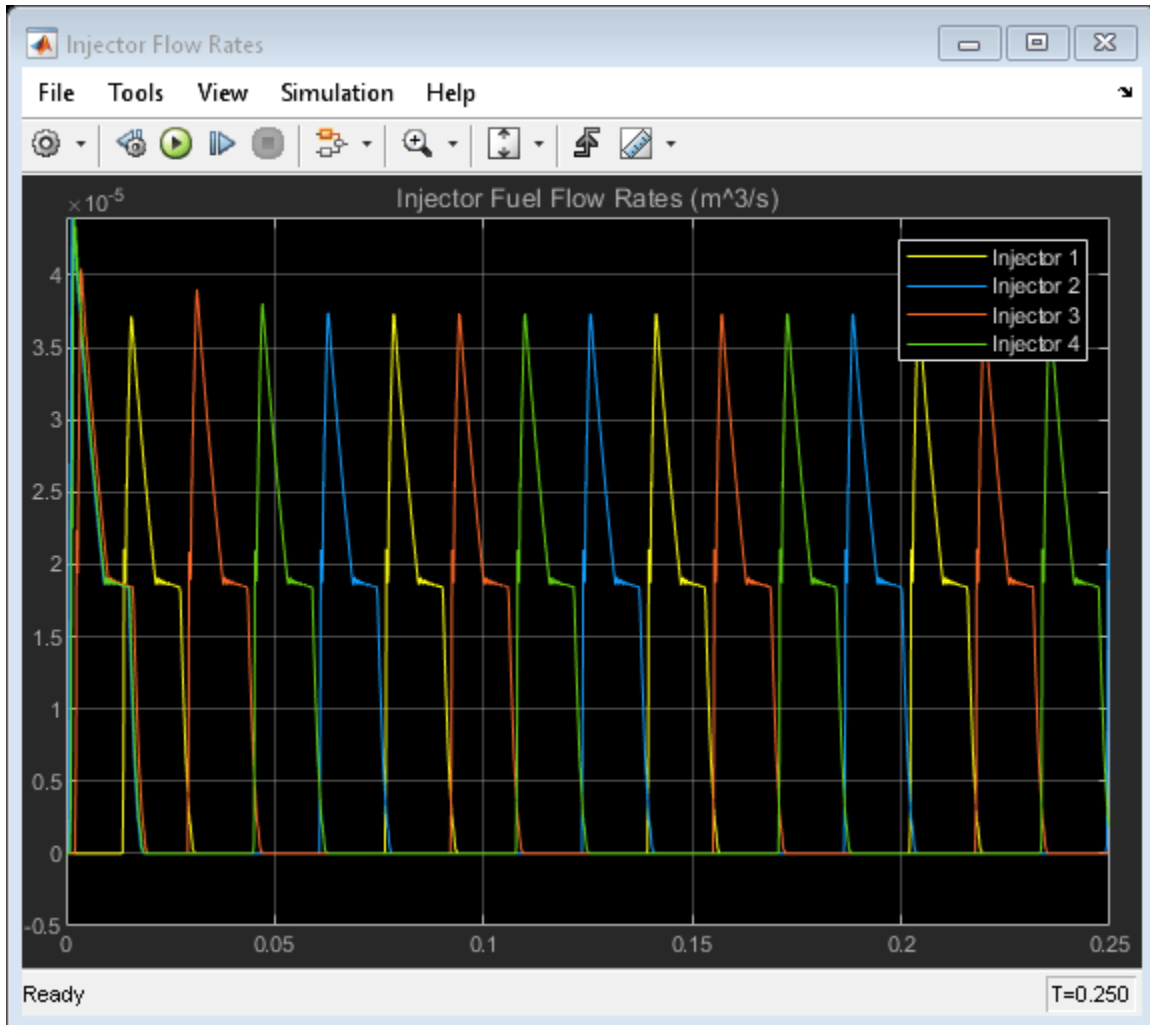 Injector Flow Rates
File Tools View Simulation Help
Injector Fuel Flow Rates (m^3/s)
×10^-5
Injector 1
Injector 2
Injector 3
Injector 4
4
3.5
3
2.5
2
1.5
1
0.5
0
-0.5
0 0.05 0.1 0.15 0.2 0.25
Ready T=0.250